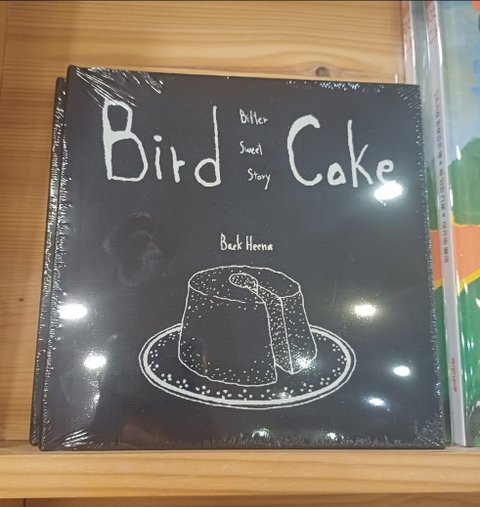 Bird Cake
Bitter
Sweet
Story
Baek Heena